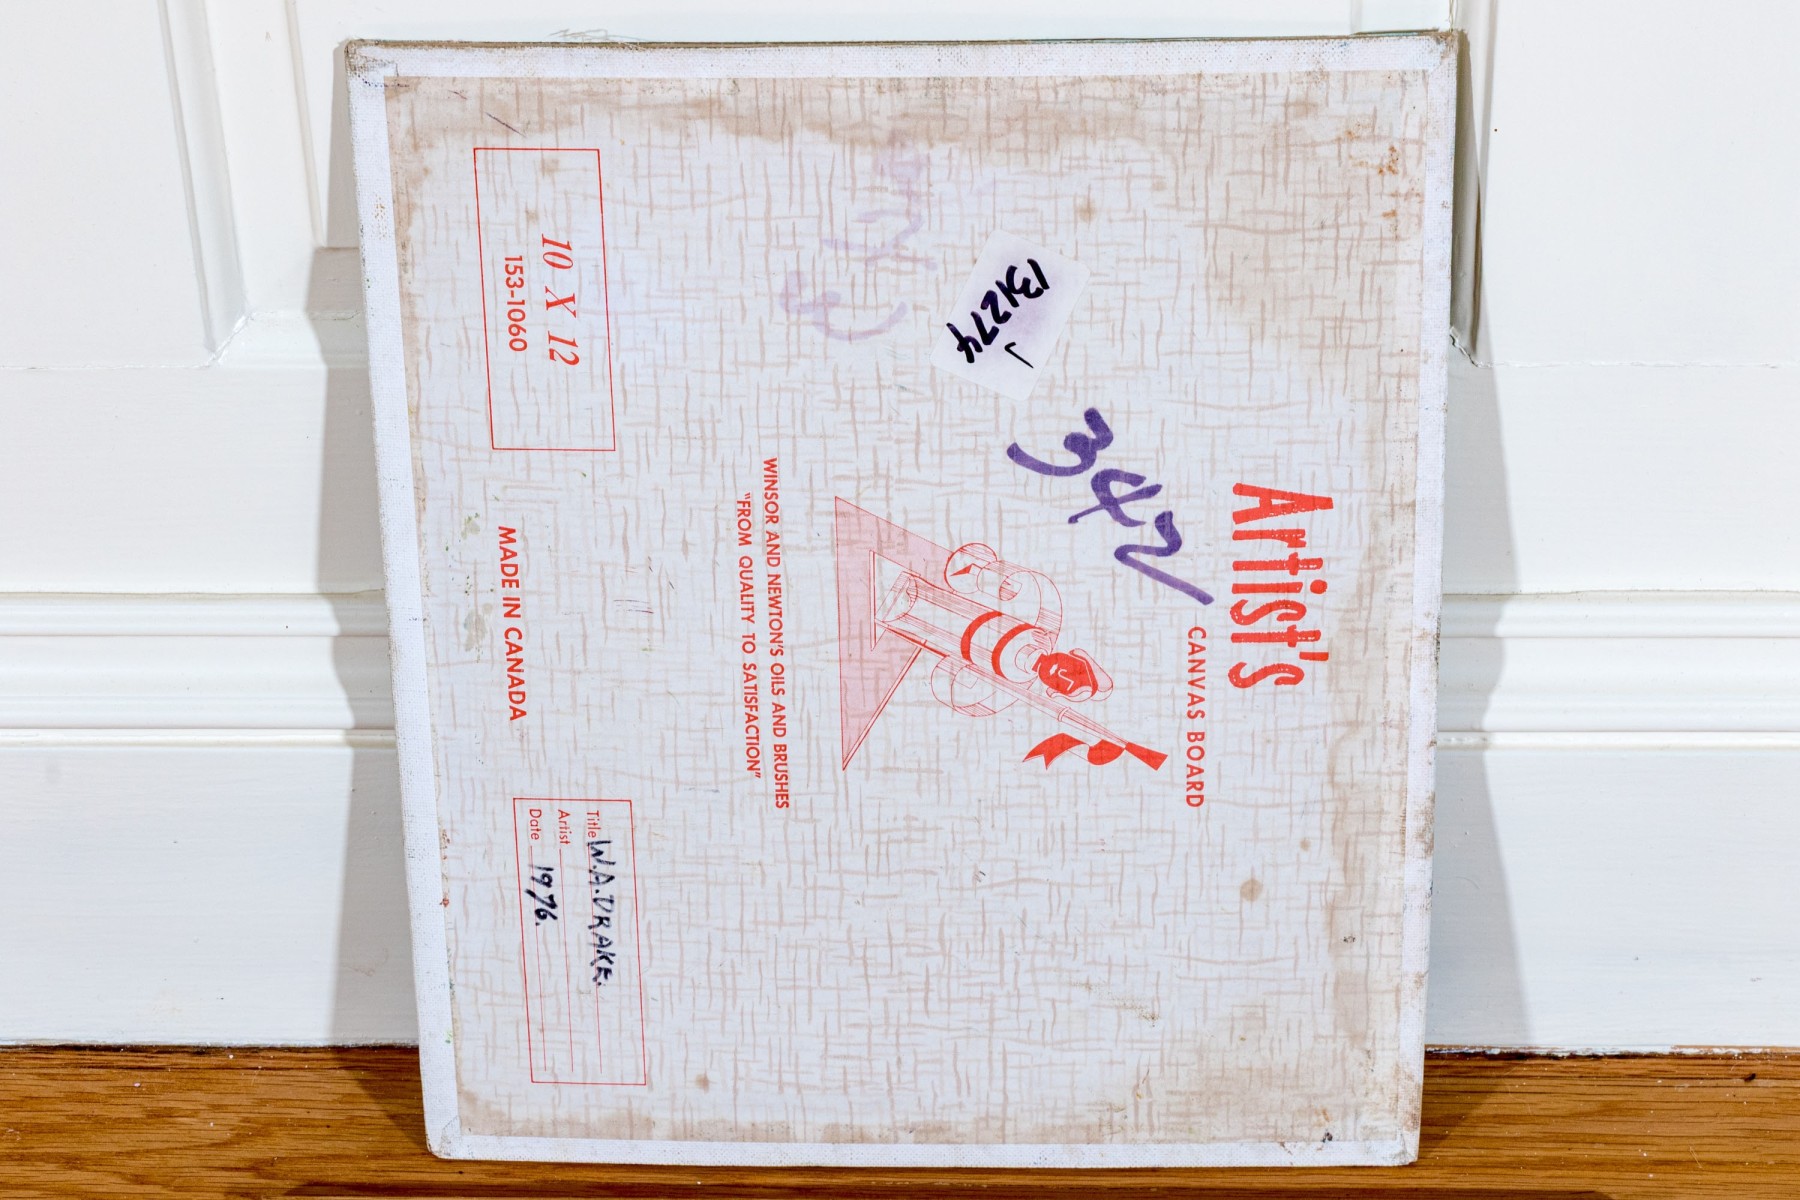 Artist's
CANVAS BOARD
342
131274
WINSOR AND NEWTON'S OILS AND BRUSHES
"FROM QUALITY TO SATISFACTION"
10 X 12
153-1060
MADE IN CANADA
Title W.A.DRAKE.
Artist
Date 1976.